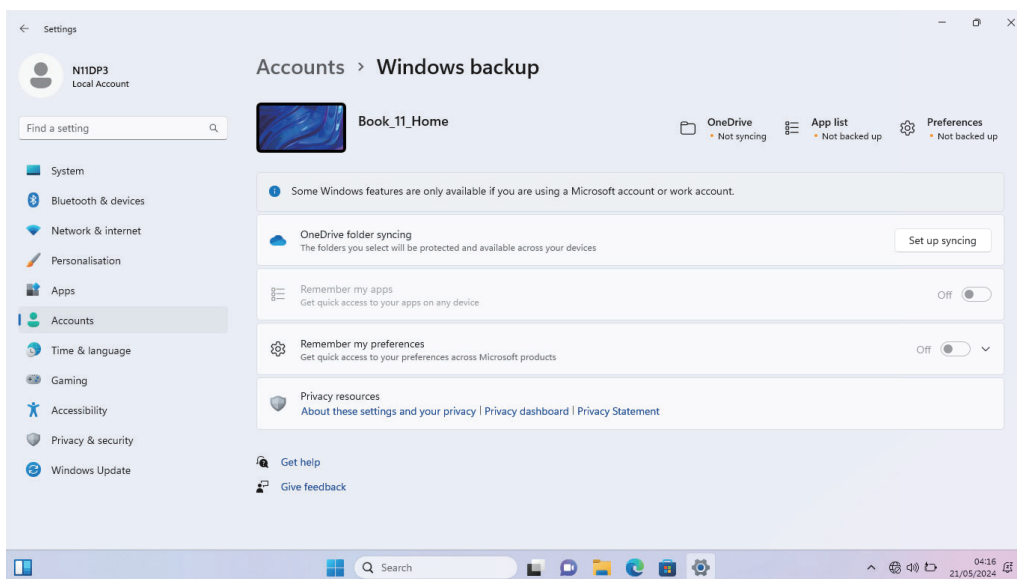 Settings
N11DP3
Local Account
Find a setting
System
Bluetooth & devices
Network & internet
Personalisation
Apps
Accounts
Time & language
Gaming
Accessibility
Privacy & security
Windows Update
Accounts > Windows backup
Book_11_Home
OneDrive
• Not syncing
App list
• Not backed up
Preferences
• Not backed up
Some Windows features are only available if you are using a Microsoft account or work account.
OneDrive folder syncing
The folders you select will be protected and available across your devices
Set up syncing
Remember my apps
Get quick access to your apps on any device
Off
Remember my preferences
Get quick access to your preferences across Microsoft products
Off
Privacy resources
About these settings and your privacy | Privacy dashboard | Privacy Statement
Get help
Give feedback
Search
04:16
21/05/2024